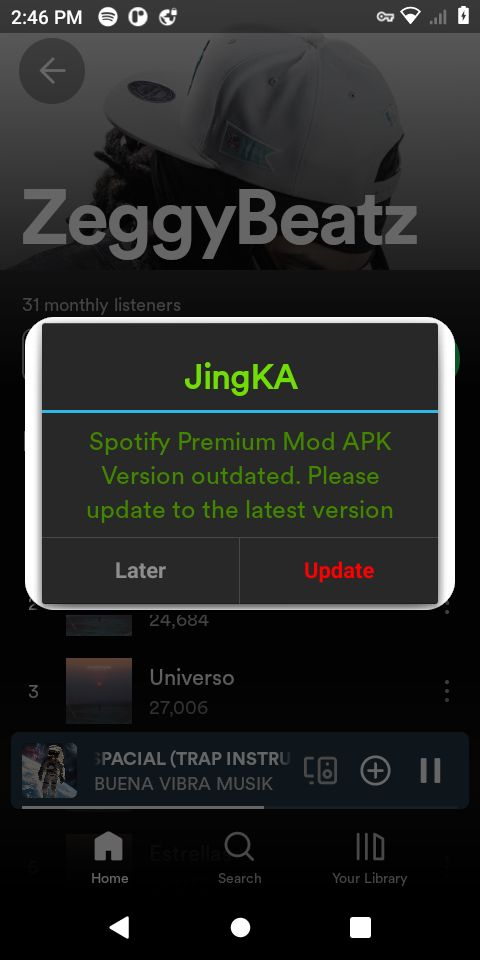 2:46 PM
ZeggyBeatz
31 monthly listeners
JingKA
Spotify Premium Mod APK
Version outdated. Please
update to the latest version
Later
Update
2
24,684
3
Universo
27,006
SPACIAL (TRAP INSTRU
BUENA VIBRA MUSIK
Estrellas
Home
Search
Your Library